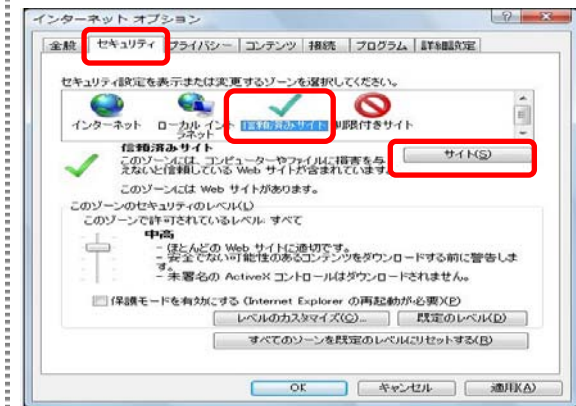 インターネット オプション
全般 セキュリティ プライバシー コンテンツ 接続 プログラム 詳細設定
セキュリティ設定を表示または変更するゾーンを選択してください。
インターネット ローカル イントラネット 信頼済みサイト 制限付きサイト
信頼済みサイト
サイト(S)
このゾーンには、コンピューターやファイルに損害を与
えないと信頼している Web サイトが含まれています。
このゾーンには Web サイトがあります。
このゾーンのセキュリティのレベル(L)
このゾーンで許可されているレベル: すべて
中高
- ほとんどの Web サイトに適切です。
- 安全でない可能性のあるコンテンツをダウンロードする前に警告しま
す。
- 未署名の ActiveX コントロールはダウンロードされません。
保護モードを有効にする (Internet Explorer の再起動が必要)(P)
レベルのカスタマイズ(C)... 既定のレベル(D)
すべてのゾーンを既定のレベルにリセットする(R)
OK キャンセル 適用(A)